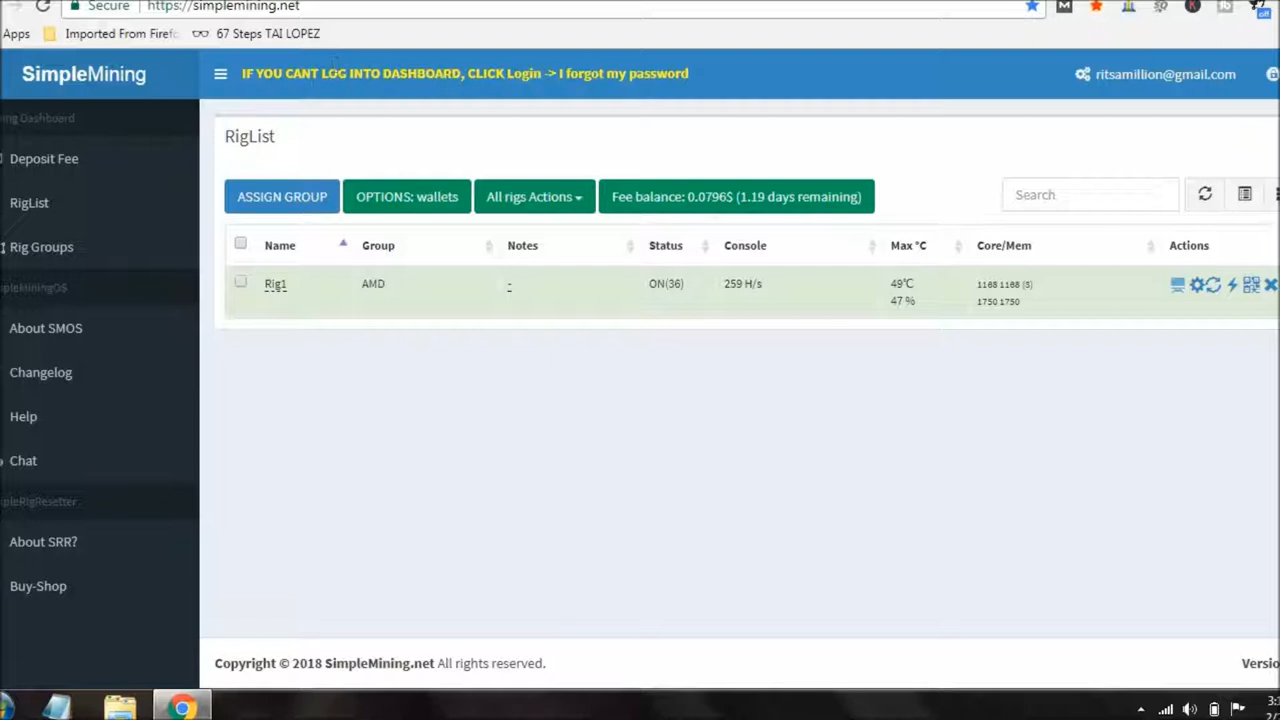 Secure https://simplemining.net
Apps Imported From Firef 67 Steps TAI LOPEZ
SimpleMining
IF YOU CANT LOG INTO DASHBOARD, CLICK Login -> I forgot my password
ritsamillion@gmail.com
Dashboard
RigList
Deposit Fee
RigList
Rig Groups
About SMOS
Changelog
Help
Chat
About SRR?
Buy-Shop
ASSIGN GROUP OPTIONS: wallets All rigs Actions Fee balance: 0.0796$ (1.19 days remaining) Search
Name Group Notes Status Console Max °C Core/Mem Actions
Rig1 AMD - ON(36) 259 H/s 49°C 1168 1168 (5)
47 % 1750 1750
Copyright © 2018 SimpleMining.net All rights reserved.